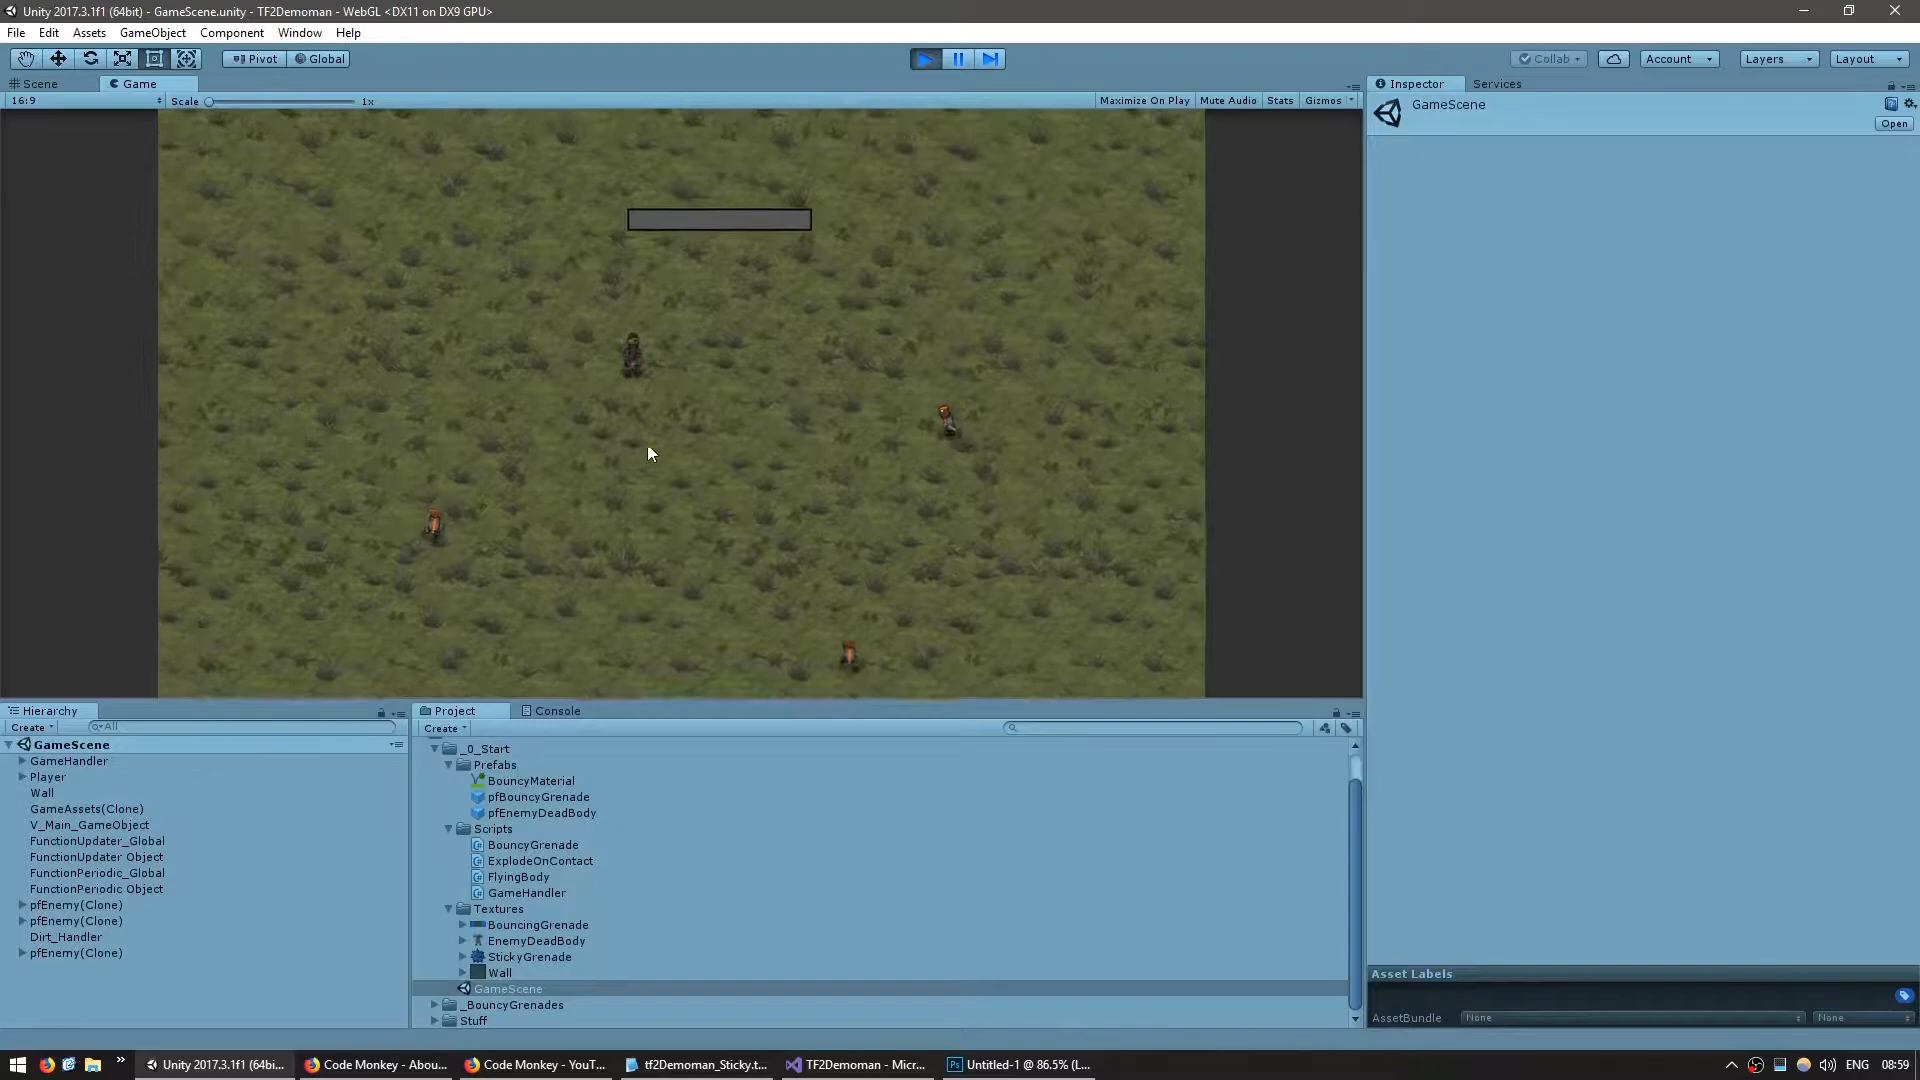 Unity 2017.3.1f1 (64bit) - GameScene.unity - TF2Demoman - WebGL <DX11 on DX9 GPU>
File Edit Assets GameObject Component Window Help
Pivot Global Collab Account Layers Layout
Scene Game Inspector Services
16:9 Scale 1x Maximize On Play Mute Audio Stats Gizmos
GameScene
Open
Hierarchy Project Console
Create All Create
GameScene
GameHandler
Player
Wall
GameAssets(Clone)
V_Main_GameObject
FunctionUpdater_Global
FunctionUpdater Object
FunctionPeriodic_Global
FunctionPeriodic Object
pfEnemy(Clone)
pfEnemy(Clone)
Dirt_Handler
pfEnemy(Clone)
_0_Start
Prefabs
BouncyMaterial
pfBouncyGrenade
pfEnemyDeadBody
Scripts
BouncyGrenade
ExplodeOnContact
FlyingBody
GameHandler
Textures
BouncingGrenade
EnemyDeadBody
StickyGrenade
Wall
GameScene
_BouncyGrenades
Stuff
Asset Labels
AssetBundle None None
Unity 2017.3.1f1 (64bi... Code Monkey - Abou... Code Monkey - YouT... tf2Demoman_Sticky.t... TF2Demoman - Micr... Ps Untitled-1 @ 86.5% (L... ENG 08:59